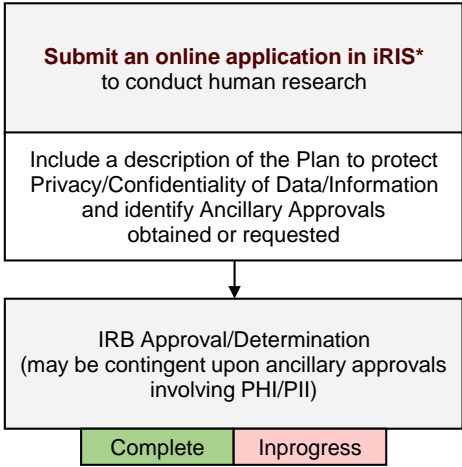 Submit an online application in iRIS*
to conduct human research
Include a description of the Plan to protect
Privacy/Confidentiality of Data/Information
and identify Ancillary Approvals
obtained or requested
IRB Approval/Determination
(may be contingent upon ancillary approvals
involving PHI/PII)
Complete
Inprogress